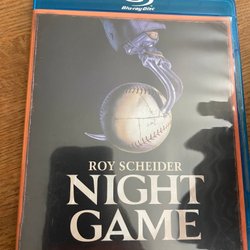 Blu-ray Disc
ROY SCHEIDER
NIGHT
GAME